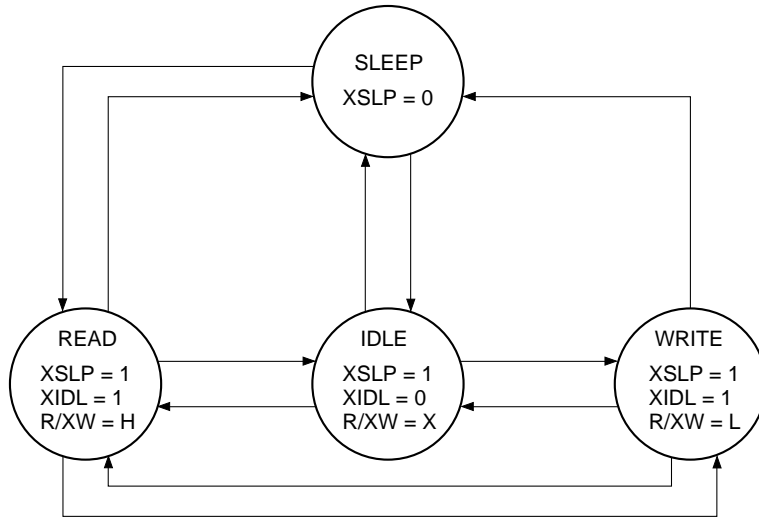 SLEEP
XSLP = 0
READ
XSLP = 1
XIDL = 1
R/XW = H
IDLE
XSLP = 1
XIDL = 0
R/XW = X
WRITE
XSLP = 1
XIDL = 1
R/XW = L